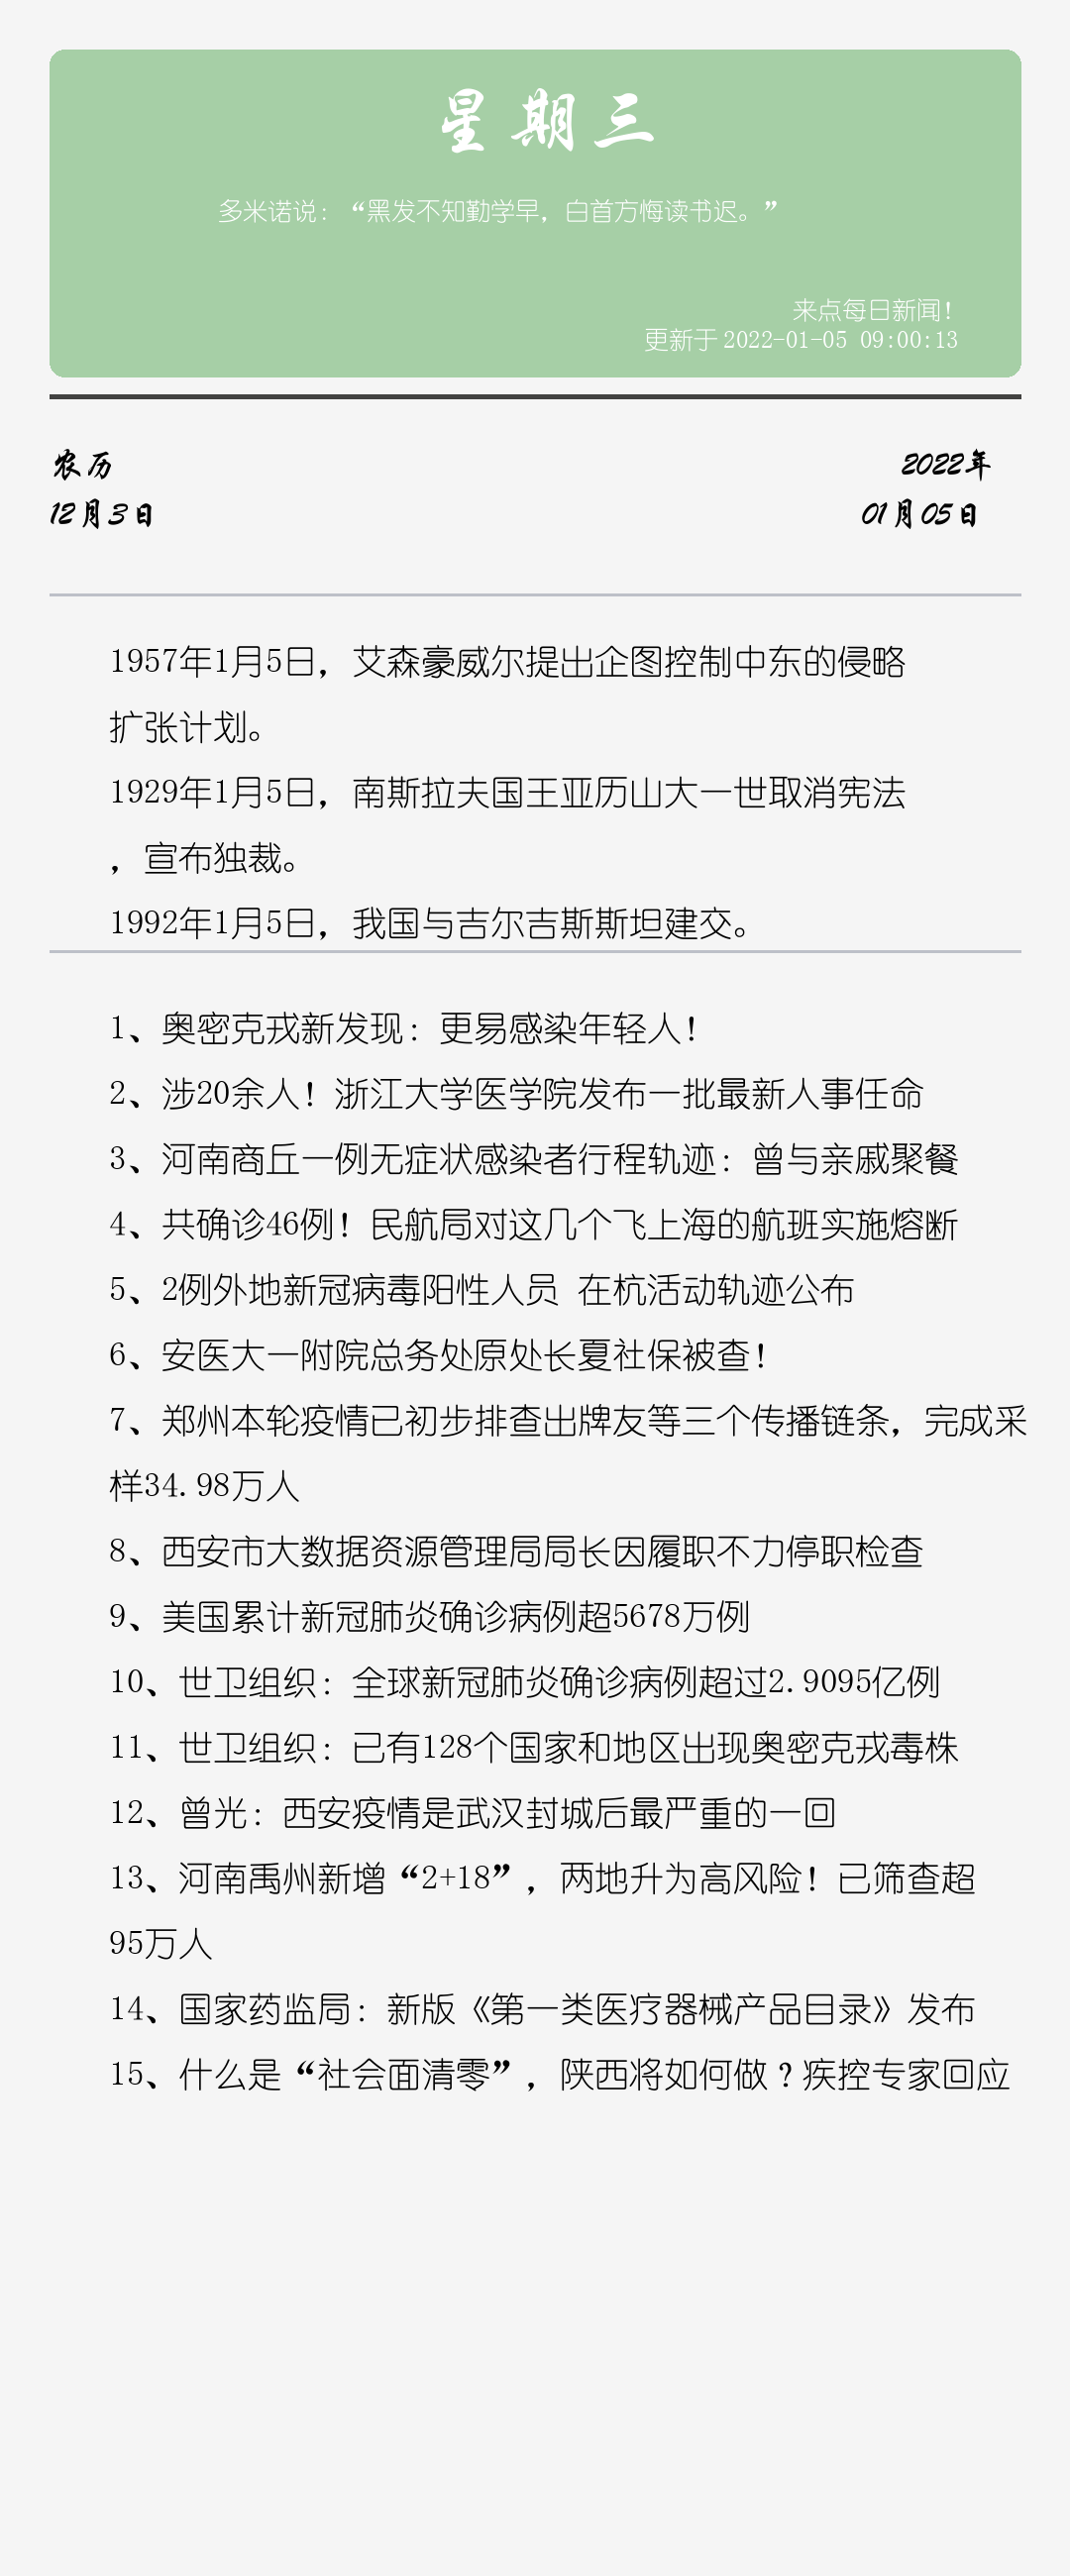 星期三
多米诺说：“黑发不知勤学早，白首方悔读书迟。”
来点每日新闻！
更新于 2022-01-05 09:00:13
农历
2022年
12月3日
01月05日
1957年1月5日，艾森豪威尔提出企图控制中东的侵略
扩张计划。
1929年1月5日，南斯拉夫国王亚历山大一世取消宪法
，宣布独裁。
1992年1月5日，我国与吉尔吉斯斯坦建交。
1、奥密克戎新发现：更易感染年轻人！
2、涉20余人！浙江大学医学院发布一批最新人事任命
3、河南商丘一例无症状感染者行程轨迹：曾与亲戚聚餐
4、共确诊46例！民航局对这几个飞上海的航班实施熔断
5、2例外地新冠病毒阳性人员 在杭活动轨迹公布
6、安医大一附院总务处原处长夏社保被查！
7、郑州本轮疫情已初步排查出牌友等三个传播链条，完成采
样34.98万人
8、西安市大数据资源管理局局长因履职不力停职检查
9、美国累计新冠肺炎确诊病例超5678万例
10、世卫组织：全球新冠肺炎确诊病例超过2.9095亿例
11、世卫组织：已有128个国家和地区出现奥密克戎毒株
12、曾光：西安疫情是武汉封城后最严重的一回
13、河南禹州新增“2+18”，两地升为高风险！已筛查超
95万人
14、国家药监局：新版《第一类医疗器械产品目录》发布
15、什么是“社会面清零”，陕西将如何做？疾控专家回应